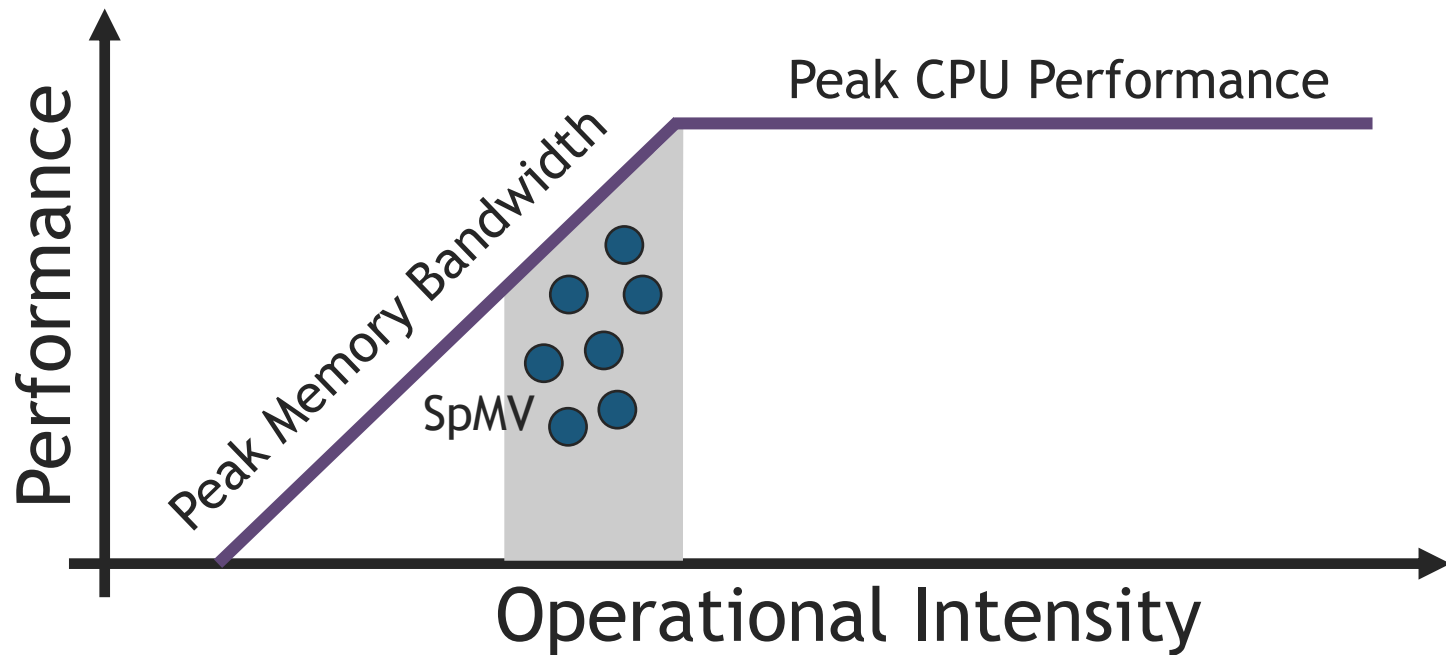 Peak CPU Performance
Peak Memory Bandwidth
Performance
SpMV
Operational Intensity